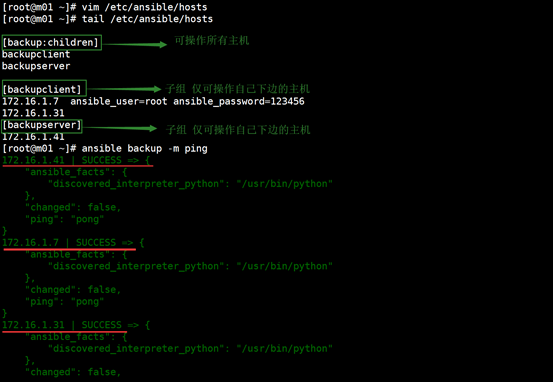 [root@m01 ~]# vim /etc/ansible/hosts
[root@m01 ~]# tail /etc/ansible/hosts
[backup:children] 可操作所有主机
backupclient
backupserver
[backupclient] 子组 仅可操作自己下边的主机
172.16.1.7 ansible_user=root ansible_password=123456
172.16.1.31
[backupserver] 子组 仅可操作自己下边的主机
172.16.1.41
[root@m01 ~]# ansible backup -m ping
172.16.1.41 | SUCCESS => {
    "ansible_facts": {
        "discovered_interpreter_python": "/usr/bin/python"
    },
    "changed": false,
    "ping": "pong"
}
172.16.1.7 | SUCCESS => {
    "ansible_facts": {
        "discovered_interpreter_python": "/usr/bin/python"
    },
    "changed": false,
    "ping": "pong"
}
172.16.1.31 | SUCCESS => {
    "ansible_facts": {
        "discovered_interpreter_python": "/usr/bin/python"
    },
    "changed": false,